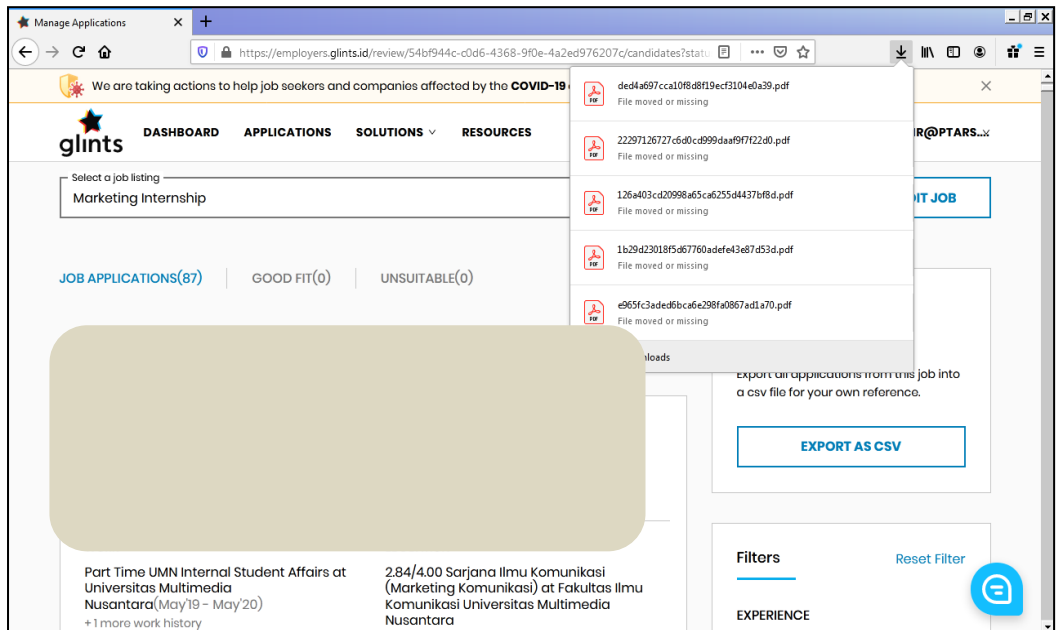 Manage Applications
https://employers.glints.id/review/54bf944c-c0d6-4368-9f0e-4a2ed976207c/candidates?statu
We are taking actions to help job seekers and companies affected by the COVID-19
glints
DASHBOARD
APPLICATIONS
SOLUTIONS
RESOURCES
IR@PTARS...
Select a job listing
Marketing Internship
IT JOB
JOB APPLICATIONS(87)
GOOD FIT(0)
UNSUITABLE(0)
ded4a697cca10f8d8f19ecf3104e0a39.pdf
File moved or missing
22297126727c6d0cd999daaf9f7f22d0.pdf
File moved or missing
126a403cd20998a65ca6255d4437bf8d.pdf
File moved or missing
1b29d23018f5d67760adefe43e87d53d.pdf
File moved or missing
e965fc3aded6bca6e298fa0867ad1a70.pdf
File moved or missing
nloads
Export all applications from this job into
a csv file for your own reference.
EXPORT AS CSV
Part Time UMN Internal Student Affairs at
Universitas Multimedia
Nusantara(May'19 - May'20)
+1 more work history
2.84/4.00 Sarjana Ilmu Komunikasi
(Marketing Komunikasi) at Fakultas Ilmu
Komunikasi Universitas Multimedia
Nusantara
Filters
Reset Filter
EXPERIENCE